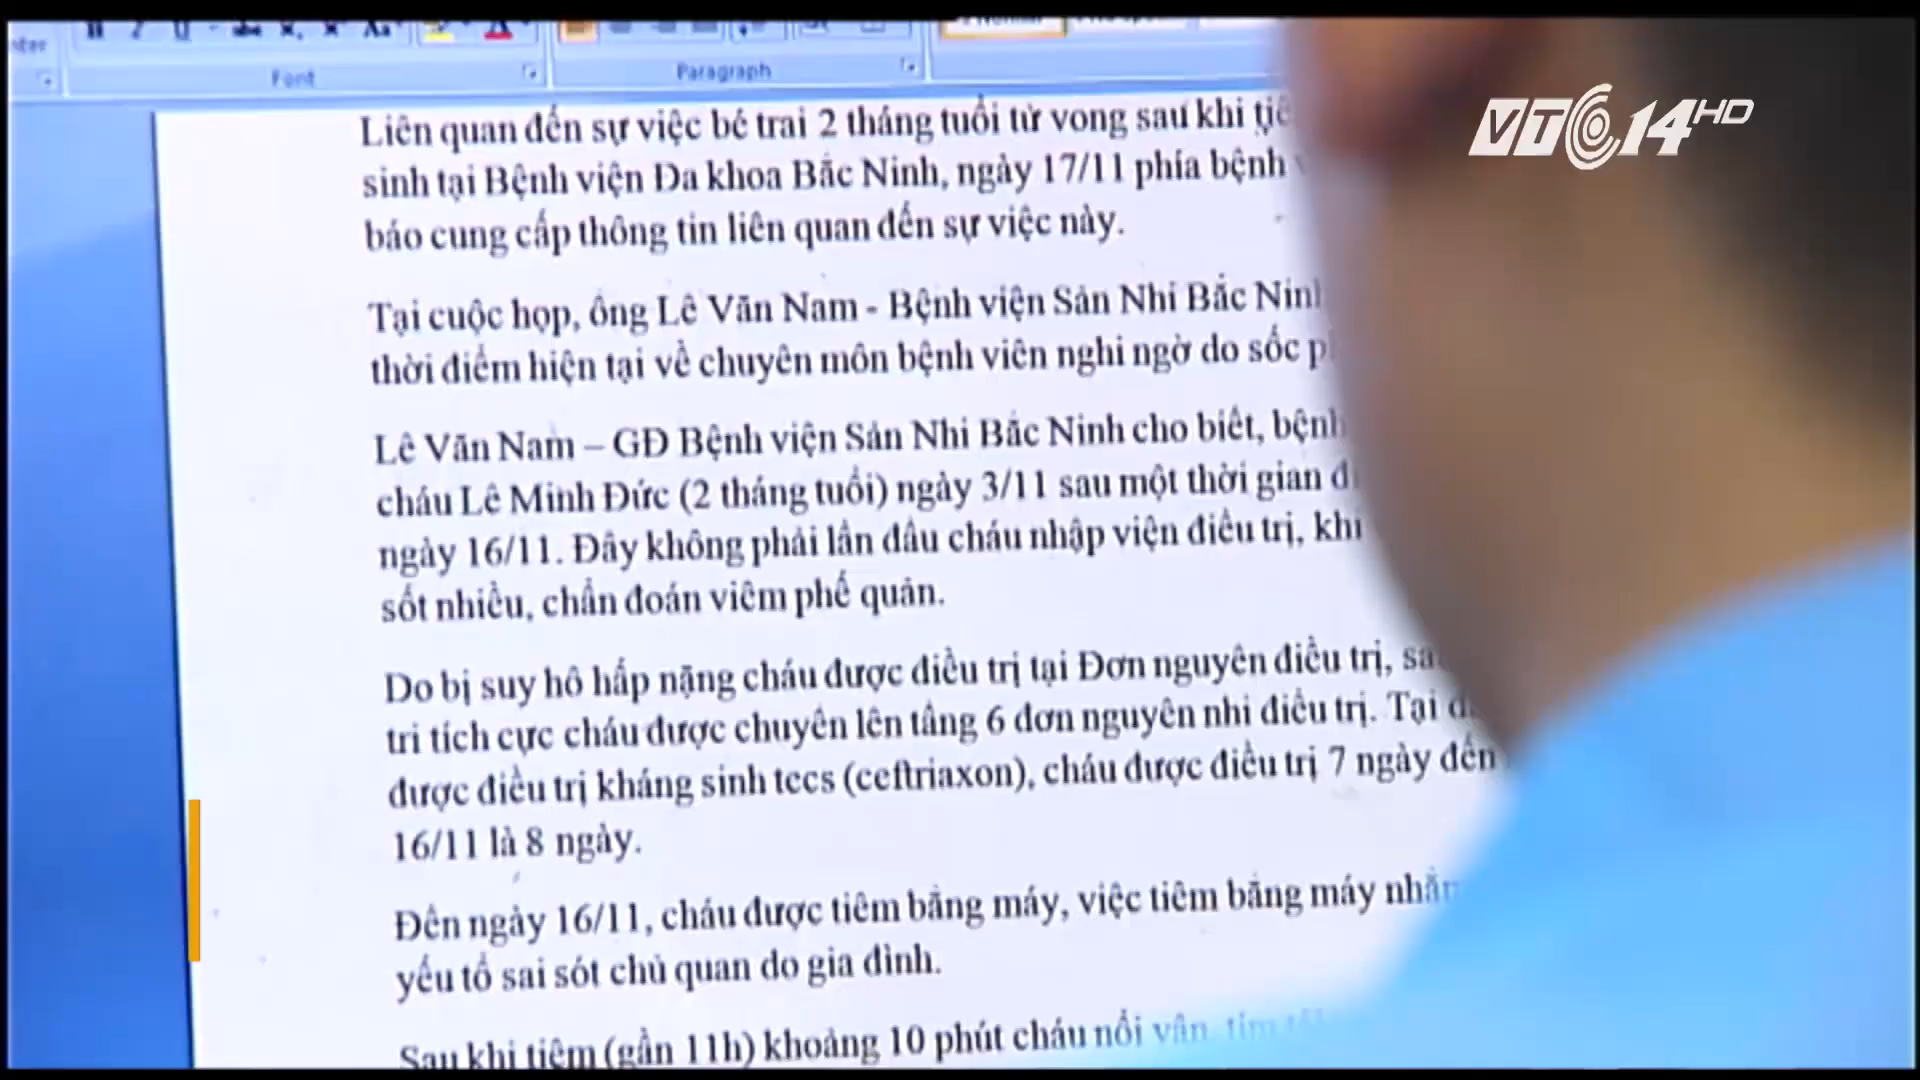 Font
Paragraph
VTC14HD
Liên quan đến sự việc bé trai 2 tháng tuổi tử vong sau khi
sinh tại Bệnh viện Đa khoa Bắc Ninh, ngày 17/11 phía bệnh
báo cung cấp thông tin liên quan đến sự việc này.
Tại cuộc họp, ông Lê Văn Nam - Bệnh viện Sản Nhi Bắc Ninh
thời điểm hiện tại về chuyên môn bệnh viên nghi ngờ do sốc
Lê Văn Nam – GĐ Bệnh viện Sản Nhi Bắc Ninh cho biết, bệnh
cháu Lê Minh Đức (2 tháng tuổi) ngày 3/11 sau một thời gian
ngày 16/11. Đây không phải lần đầu cháu nhập viện điều trị, khi
sốt nhiều, chẩn đoán viêm phế quản.
Do bị suy hô hấp nặng cháu được điều trị tại Đơn nguyên điều trị,
tri tích cực cháu được chuyển lên tầng 6 đơn nguyên nhi điều trị. Tại
được điều trị kháng sinh tccs (ceftriaxon), cháu được điều trị 7 ngày đến
16/11 là 8 ngày.
Đến ngày 16/11, cháu được tiêm bằng máy, việc tiêm bằng máy
yếu tố sai sót chủ quan do gia đình.
Sau khi tiêm (gần 11h) khoảng 10 phút cháu nổi vân, tím